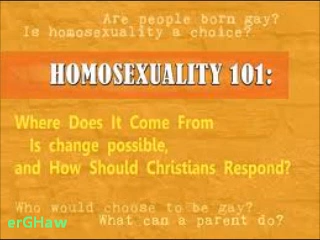 Are people born gay?
Is homosexuality a choice?
HOMOSEXUALITY 101:
Where Does It Come From
Is change possible,
and How Should Christians Respond?
Who would choose to be gay?
What can a parent do?
erGHaw